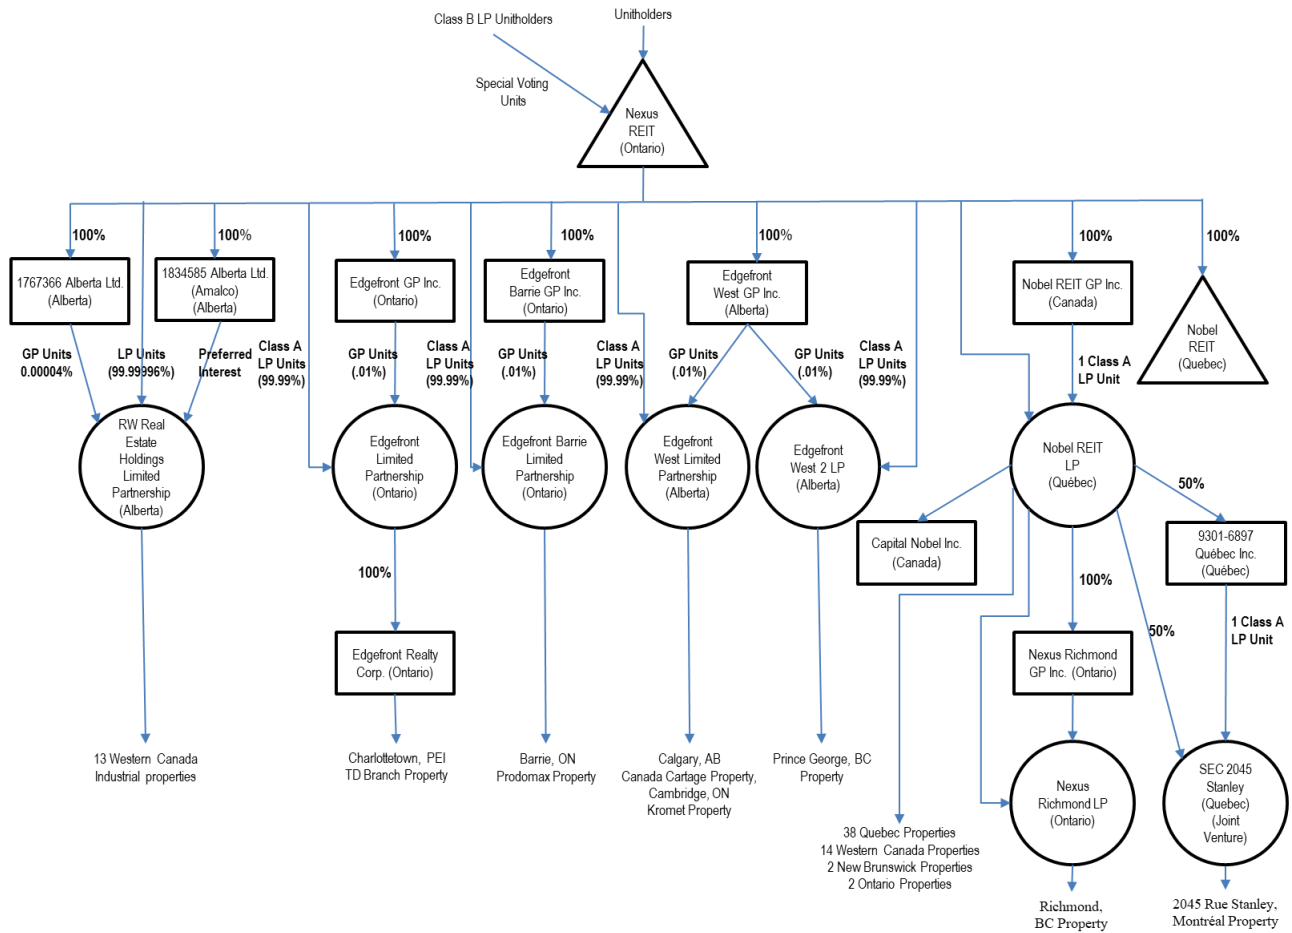 Class B LP Unitholders
Unitholders
Special Voting
Units
Nexus
REIT
(Ontario)
100%
100%
100%
100%
100%
100%
100%
1767366 Alberta Ltd.
(Alberta)
1834585 Alberta Ltd.
(Amalco)
(Alberta)
Edgefront GP Inc.
(Ontario)
Edgefront
Barrie GP Inc.
(Ontario)
Edgefront
West GP Inc.
(Alberta)
Nobel REIT GP Inc.
(Canada)
Nobel
REIT
(Quebec)
GP Units
0.00004%
LP Units
(99.99996%)
Preferred
Interest
Class A
LP Units
(99.99%)
GP Units
(.01%)
Class A
LP Units
(99.99%)
GP Units
(.01%)
Class A
LP Units
(99.99%)
GP Units
(.01%)
GP Units
(.01%)
Class A
LP Units
(99.99%)
1 Class A
LP Unit
RW Real
Estate
Holdings
Limited
Partnership
(Alberta)
Edgefront
Limited
Partnership
(Ontario)
Edgefront Barrie
Limited
Partnership
(Ontario)
Edgefront
West Limited
Partnership
(Alberta)
Edgefront
West 2 LP
(Alberta)
Nobel REIT
LP
(Québec)
50%
Capital Nobel Inc.
(Canada)
9301-6897
Québec Inc.
(Québec)
100%
100%
50%
1 Class A
LP Unit
Edgefront Realty
Corp. (Ontario)
Nexus Richmond
GP Inc. (Ontario)
13 Western Canada
Industrial properties
Charlottetown, PEI
TD Branch Property
Barrie, ON
Prodomax Property
Calgary, AB
Canada Cartage Property,
Cambridge, ON
Kromet Property
Prince George, BC
Property
38 Quebec Properties
14 Western Canada Properties
2 New Brunswick Properties
2 Ontario Properties
Nexus
Richmond LP
(Ontario)
SEC 2045
Stanley
(Quebec)
(Joint
Venture)
Richmond,
BC Property
2045 Rue Stanley,
Montréal Property